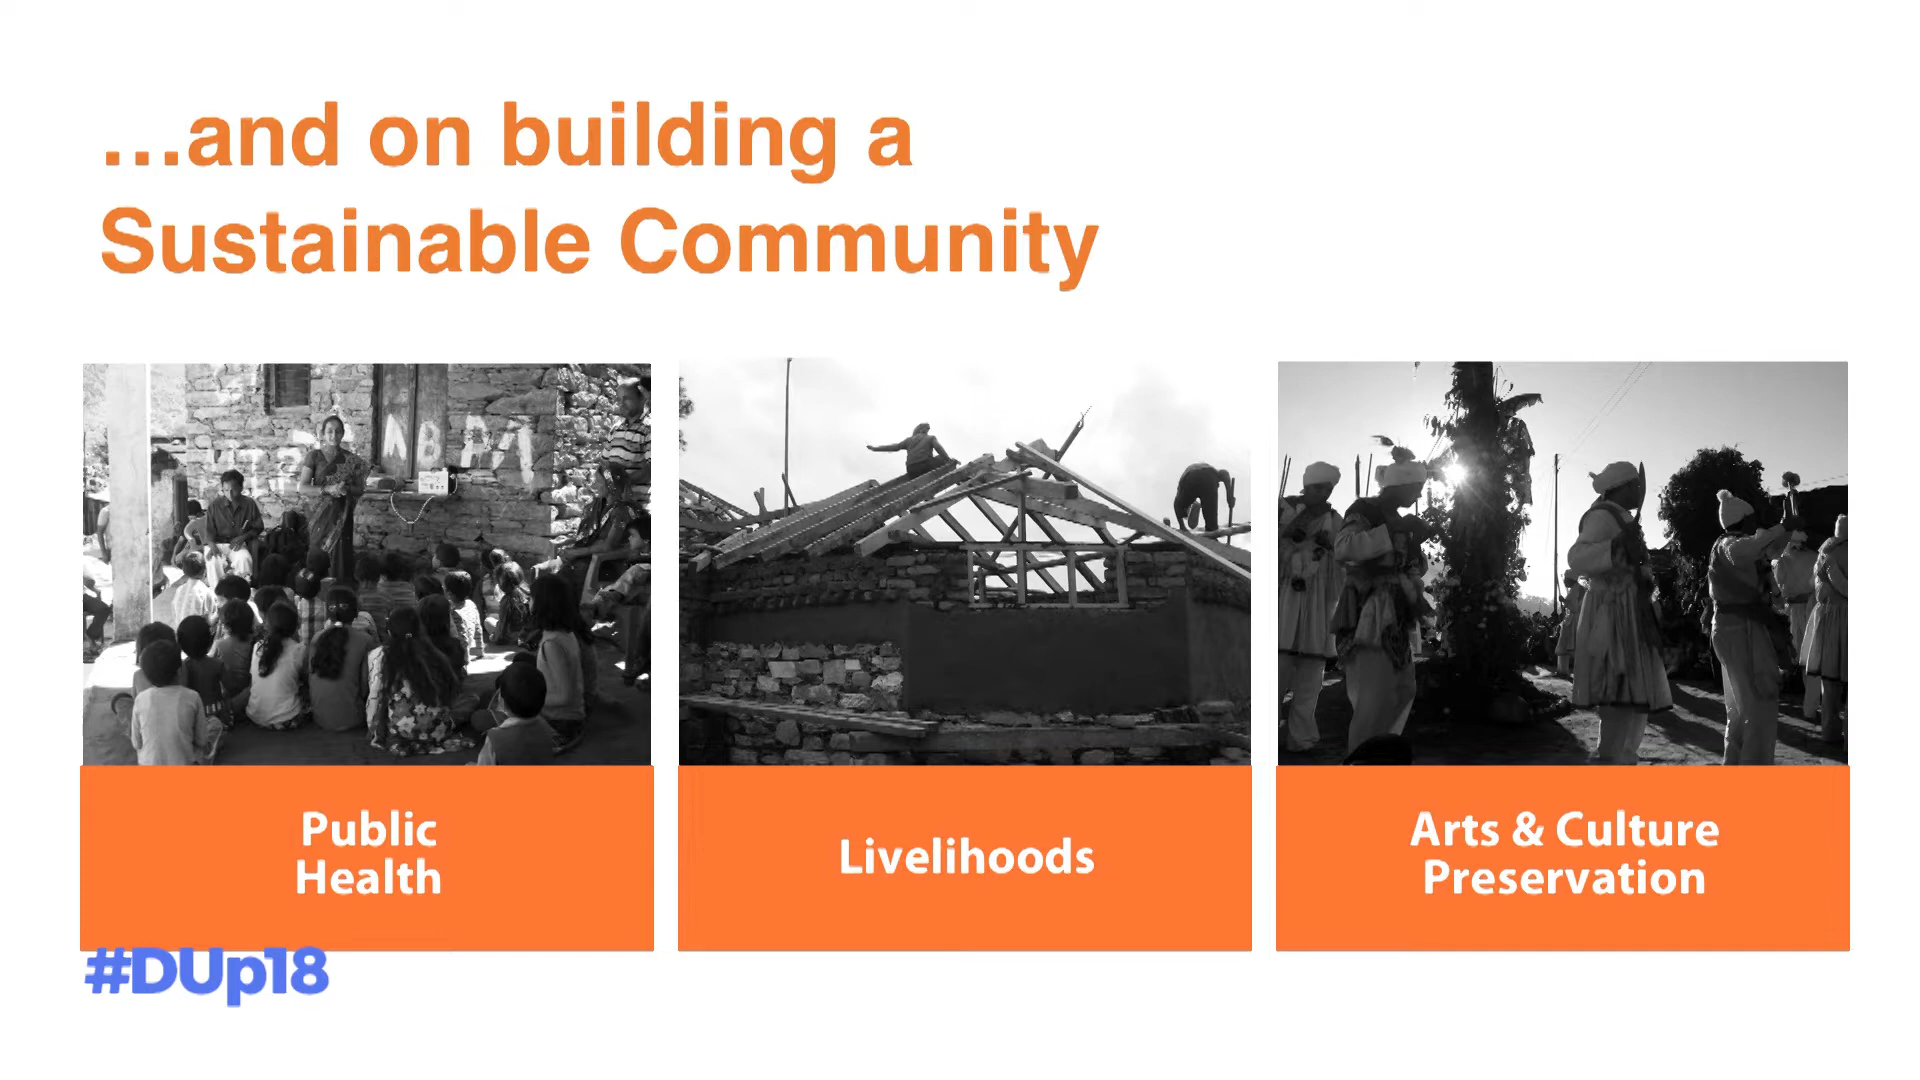 …and on building a
Sustainable Community
Public
Health
Livelihoods
Arts & Culture
Preservation
#DUp18